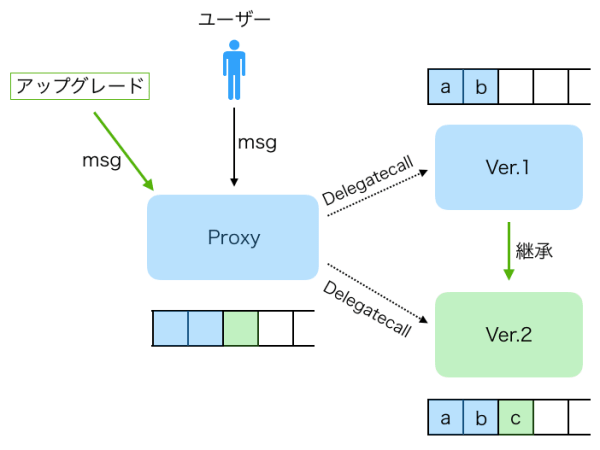 ユーザー
アップグレード
msg
msg
Proxy
Delegatecall
Delegatecall
a b
Ver.1
継承
Ver.2
a b c